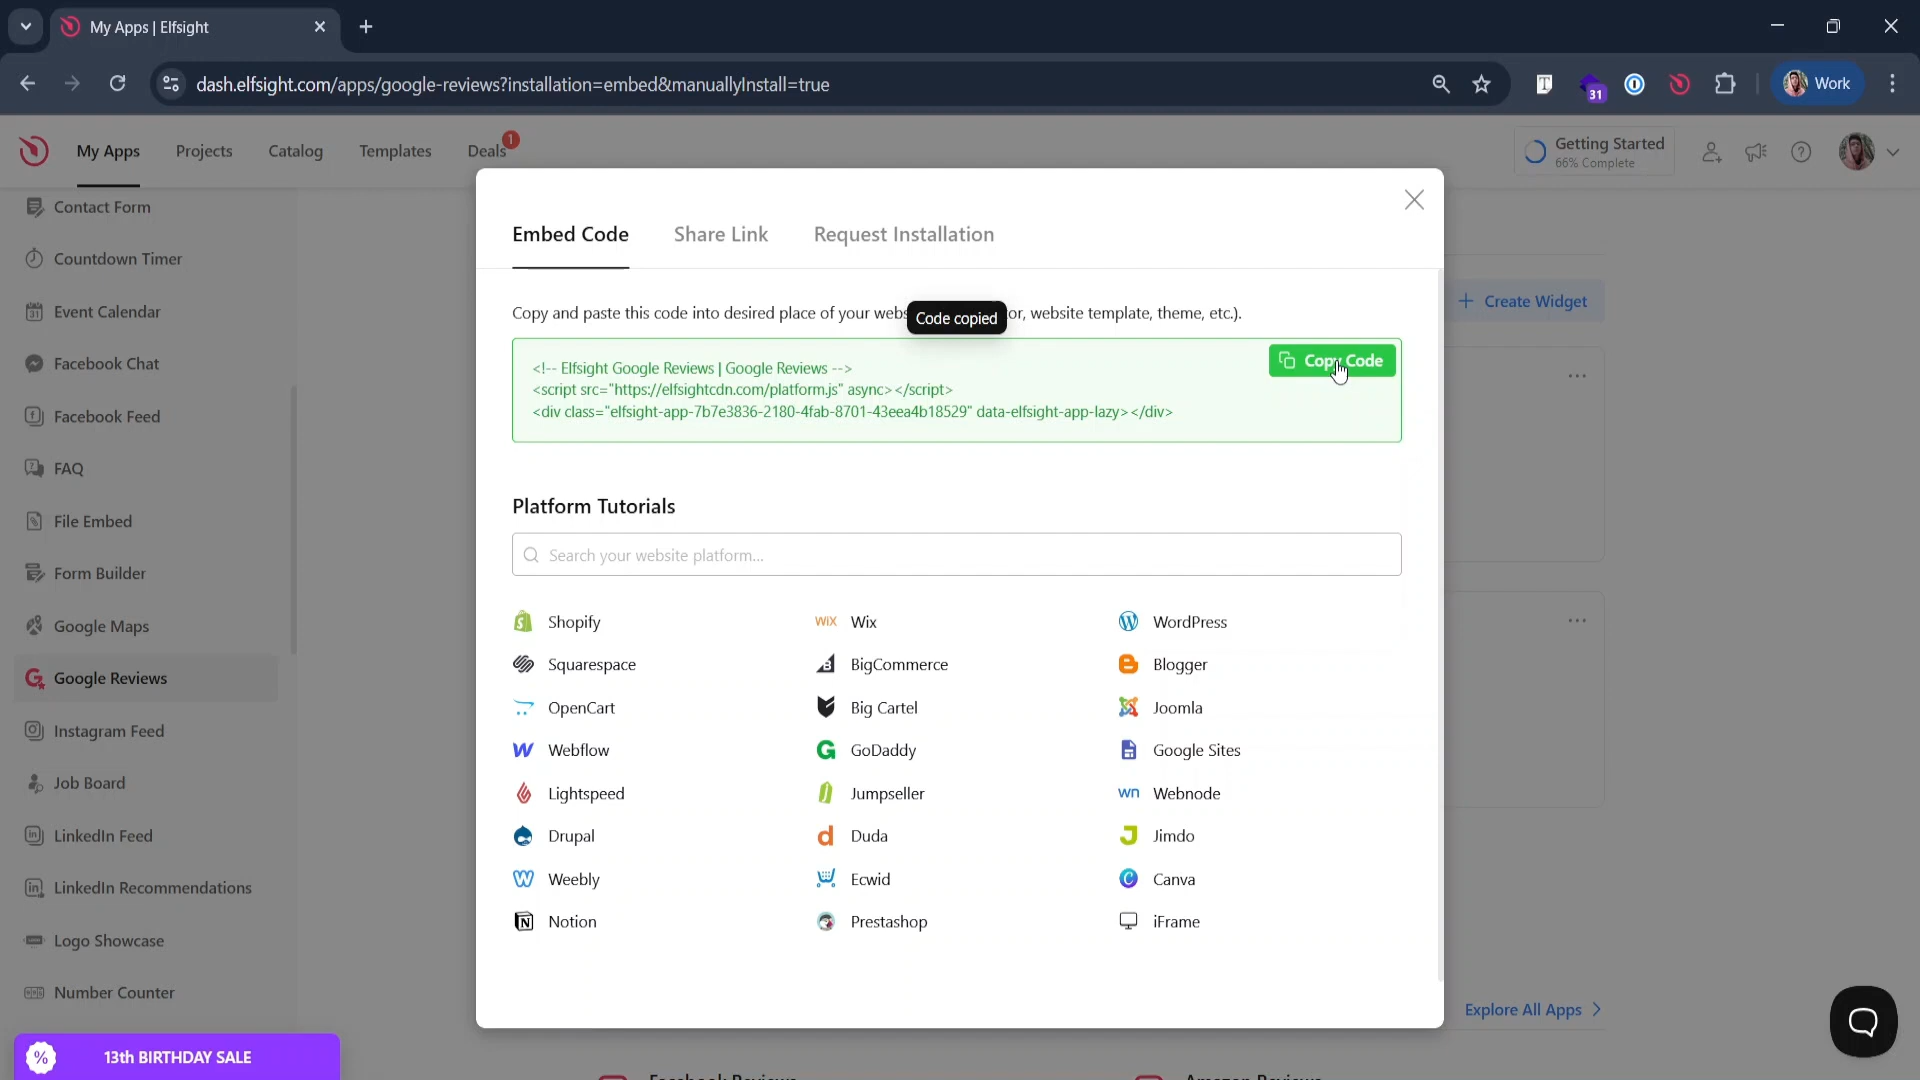 My Apps | Elfsight
dash.elfsight.com/apps/google-reviews?installation=embed&manuallyInstall=true
31
Work
My Apps
Projects
Catalog
Templates
Deals
1
Getting Started
66% Complete
Contact Form
Countdown Timer
Event Calendar
Facebook Chat
Facebook Feed
FAQ
File Embed
Form Builder
Google Maps
Google Reviews
Instagram Feed
Job Board
LinkedIn Feed
LinkedIn Recommendations
Logo Showcase
Number Counter
% 13th BIRTHDAY SALE
Embed Code
Share Link
Request Installation
Copy and paste this code into desired place of your
Code copied
website template, theme, etc.).
Copy Code
<!-- Elfsight Google Reviews | Google Reviews -->
<script src="https://elfsightcdn.com/platform.js" async></script>
<div class="elfsight-app-7b7e3836-2180-4fab-8701-43eea4b18529" data-elfsight-app-lazy></div>
Platform Tutorials
Search your website platform...
Shopify
WIX Wix
WordPress
Squarespace
BigCommerce
Blogger
OpenCart
Big Cartel
Joomla
Webflow
GoDaddy
Google Sites
Lightspeed
Jumpseller
wn Webnode
Drupal
Duda
Jimdo
Weebly
Ecwid
Canva
Notion
Prestashop
iFrame
+ Create Widget
Explore All Apps